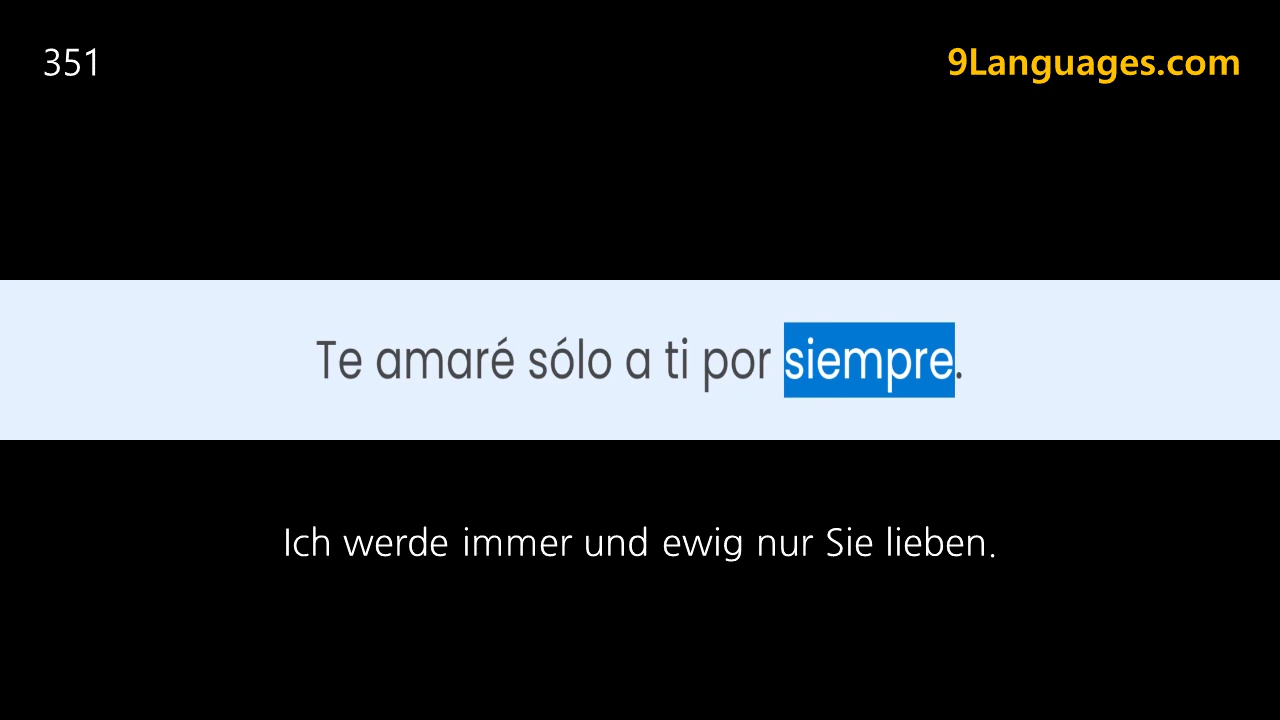 351
9Languages.com
Te amaré sólo a ti por siempre.
Ich werde immer und ewig nur Sie lieben.